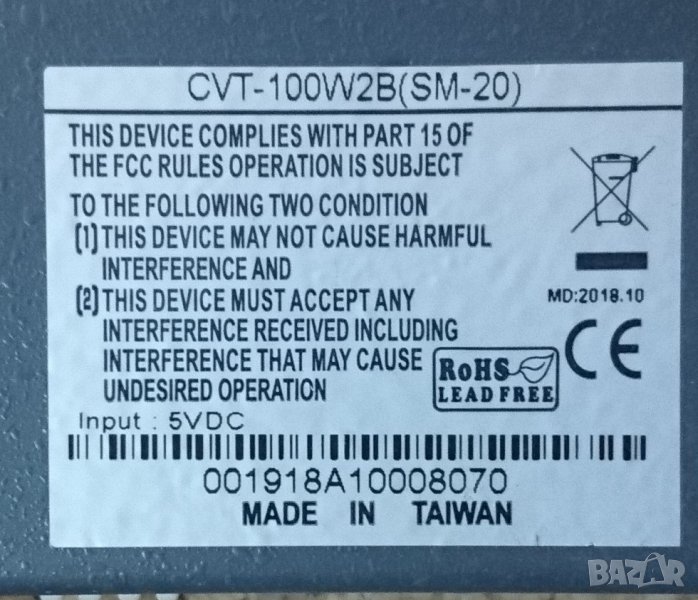 CVT-100W2B(SM-20)
THIS DEVICE COMPLIES WITH PART 15 OF
THE FCC RULES OPERATION IS SUBJECT
TO THE FOLLOWING TWO CONDITION
(1) THIS DEVICE MAY NOT CAUSE HARMFUL
INTERFERENCE AND
(2) THIS DEVICE MUST ACCEPT ANY
INTERFERENCE RECEIVED INCLUDING
INTERFERENCE THAT MAY CAUSE
UNDESIRED OPERATION
MD:2018.10
CE
RoHS
LEAD FREE
Input : 5VDC
001918A10008070
MADE IN TAIWAN
BAZAR